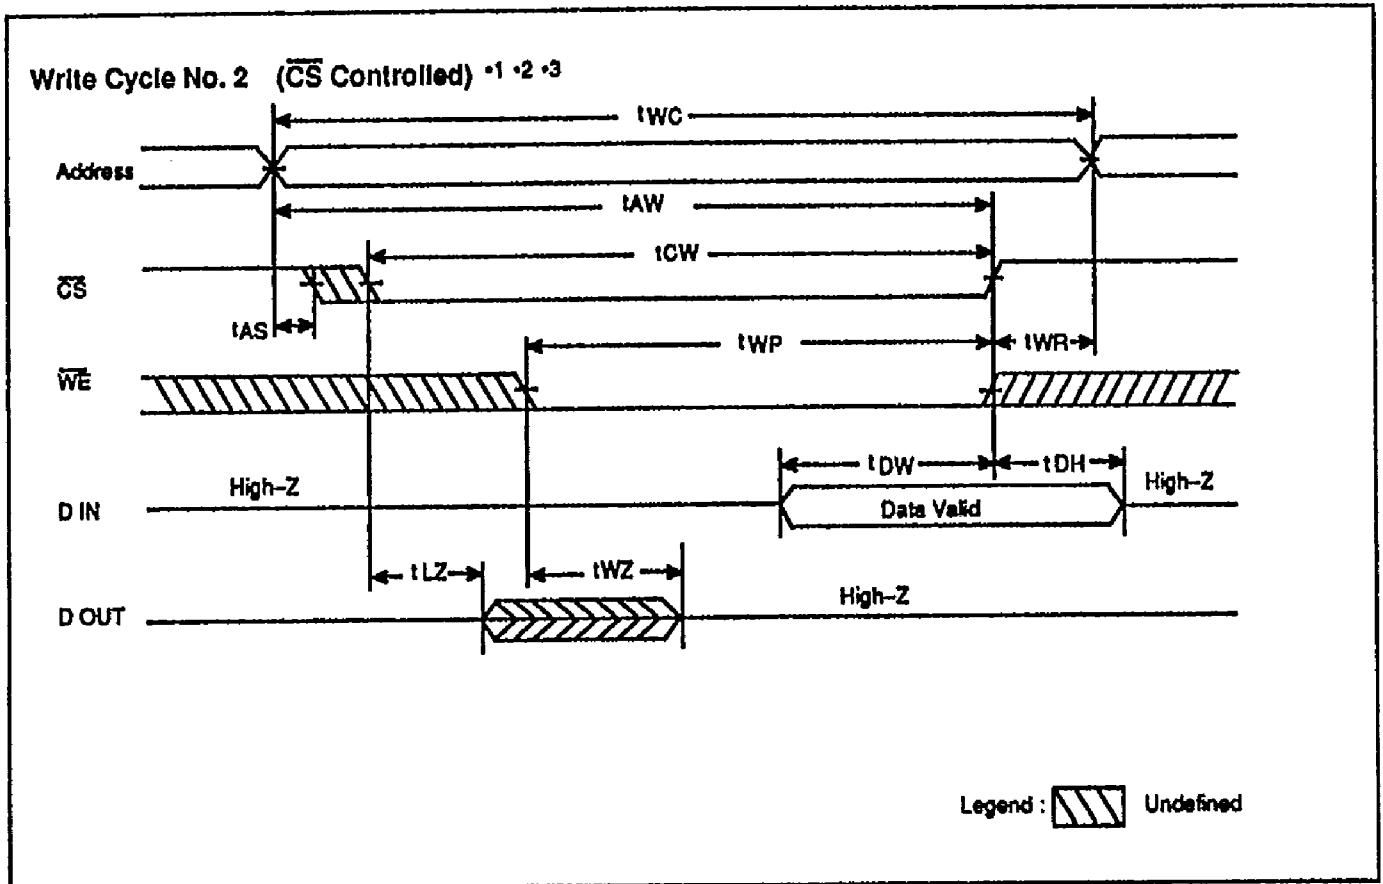 Write Cycle No. 2 (CS Controlled) *1 *2 *3
tWC
Address
tAW
tCW
CS
tAS
tWP
tWR
WE
tDW
tDH
High-Z
High-Z
D IN
Data Valid
tLZ
tWZ
High-Z
D OUT
Legend : Undefined